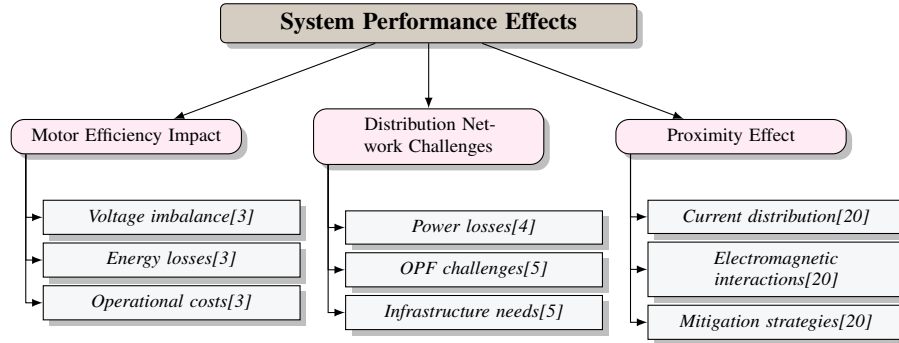 System Performance Effects
Motor Efficiency Impact
Voltage imbalance[3]
Energy losses[3]
Operational costs[3]
Distribution Net-
work Challenges
Power losses[4]
OPF challenges[5]
Infrastructure needs[5]
Proximity Effect
Current distribution[20]
Electromagnetic
interactions[20]
Mitigation strategies[20]